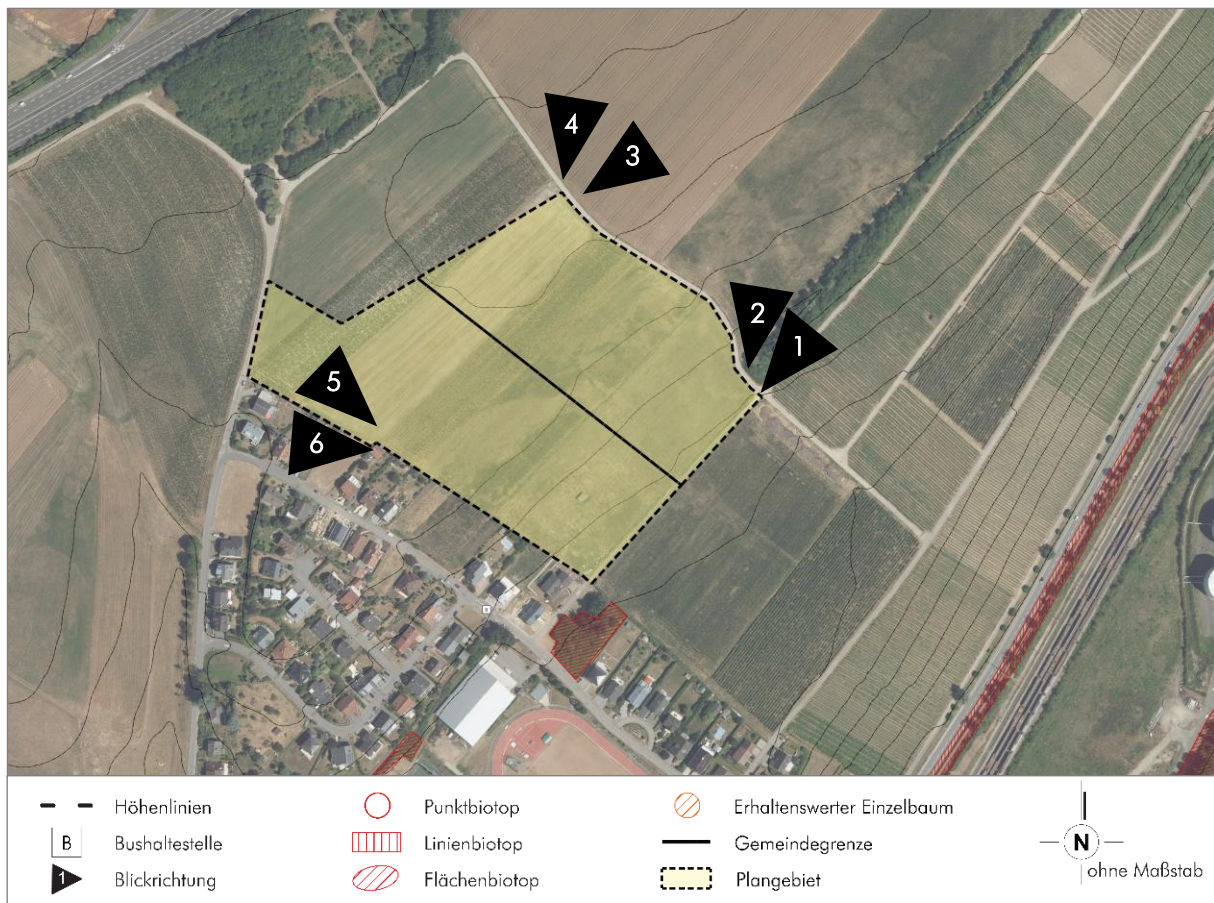 4
3
2
1
5
6
B
Höhenlinien
Punktbiotop
Erhaltenswerter Einzelbaum
B
Bushaltestelle
Linienbiotop
Gemeindegrenze
1
Blickrichtung
Flächenbiotop
Plangebiet
N
ohne Maßstab